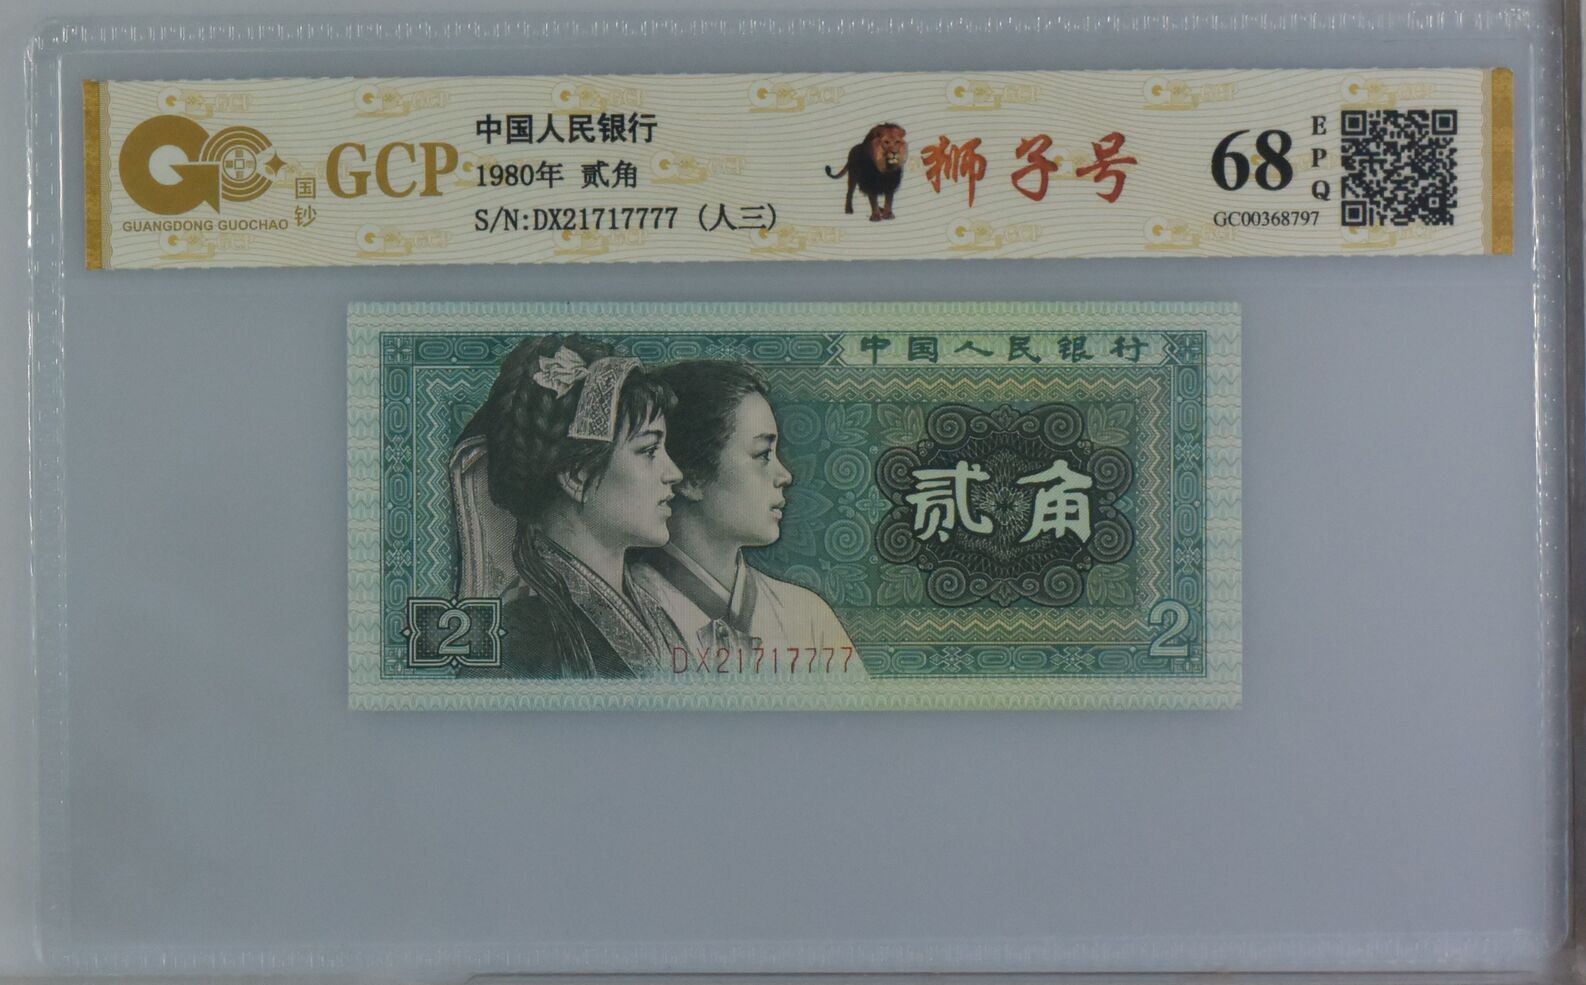 GUANGDONG GUOCHAO
国钞
GCP
中国人民银行
1980年 贰角
S/N:DX21717777 (人三)
狮子号
68
EPQ
GC00368797
中国人民银行
贰角
2
2
DX21717777